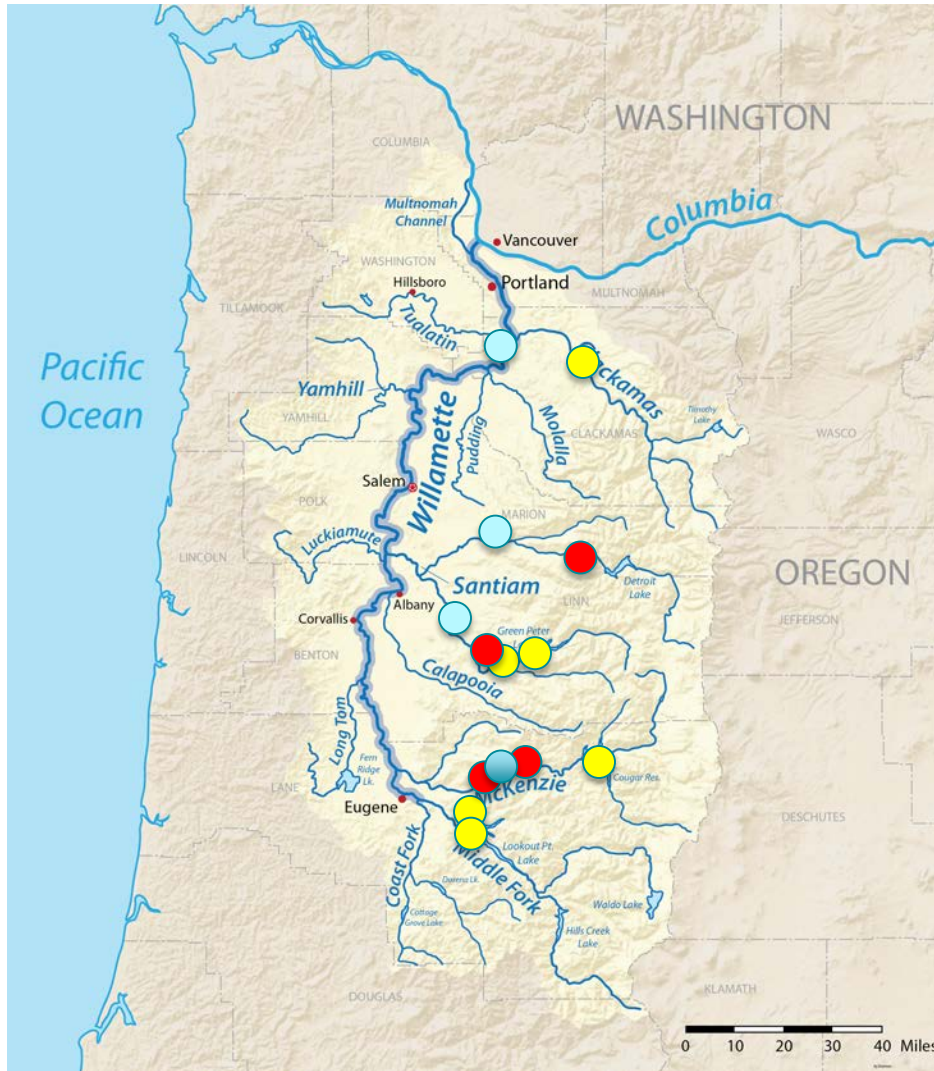 WASHINGTON
COLUMBIA
Multnomah
Channel
Columbia
Vancouver
WASHINGTON
Hillsboro
Portland
MULTNOMAH
TILLAMOOK
Tualatin
Pacific
Ocean
Yamhill
Clackamas
YAMHILL
Willamette
Pudding
Molalla
CLACKAMAS
Timothy
Lake
WASCO
Salem
POLK
MARION
Luckiamute
LINCOLN
Santiam
Detroit
Lake
OREGON
LINN
Albany
Corvallis
Green Peter
JEFFERSON
BENTON
Calapooia
Long Tom
Fern
Ridge
Lk.
McKenzie
Cougar Res.
LANE
Eugene
DESCHUTES
Coast Fork
Middle Fork
Lookout Pt.
Lake
Dorena Lk.
Cottage
Grove Lake
Waldo Lake
Hills Creek
Lake
DOUGLAS
KLAMATH
0 10 20 30 40 Miles